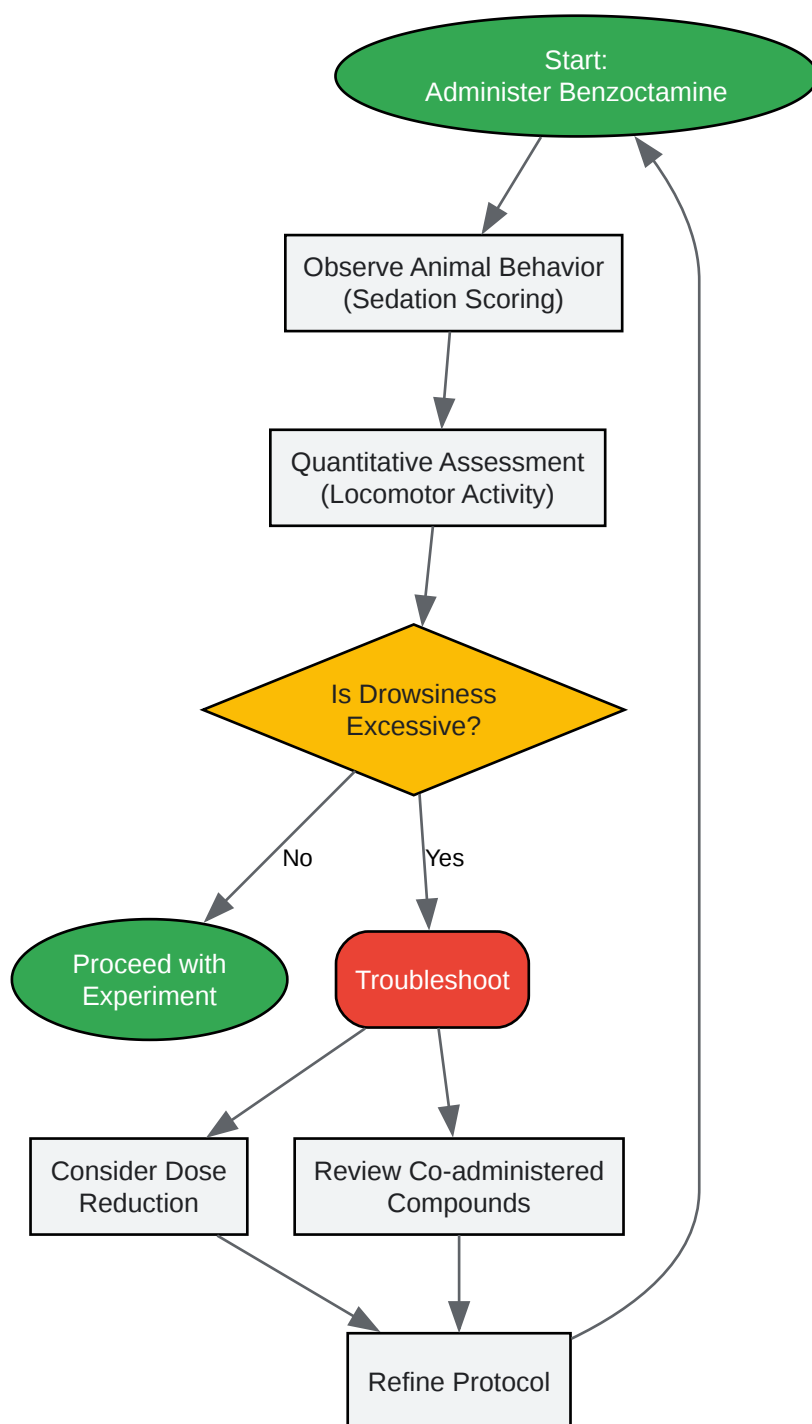 Start:
Administer Benzoctamine
Observe Animal Behavior
(Sedation Scoring)
Quantitative Assessment
(Locomotor Activity)
Is Drowsiness
Excessive?
No
Yes
Proceed with
Experiment
Troubleshoot
Consider Dose
Reduction
Review Co-administered
Compounds
Refine Protocol